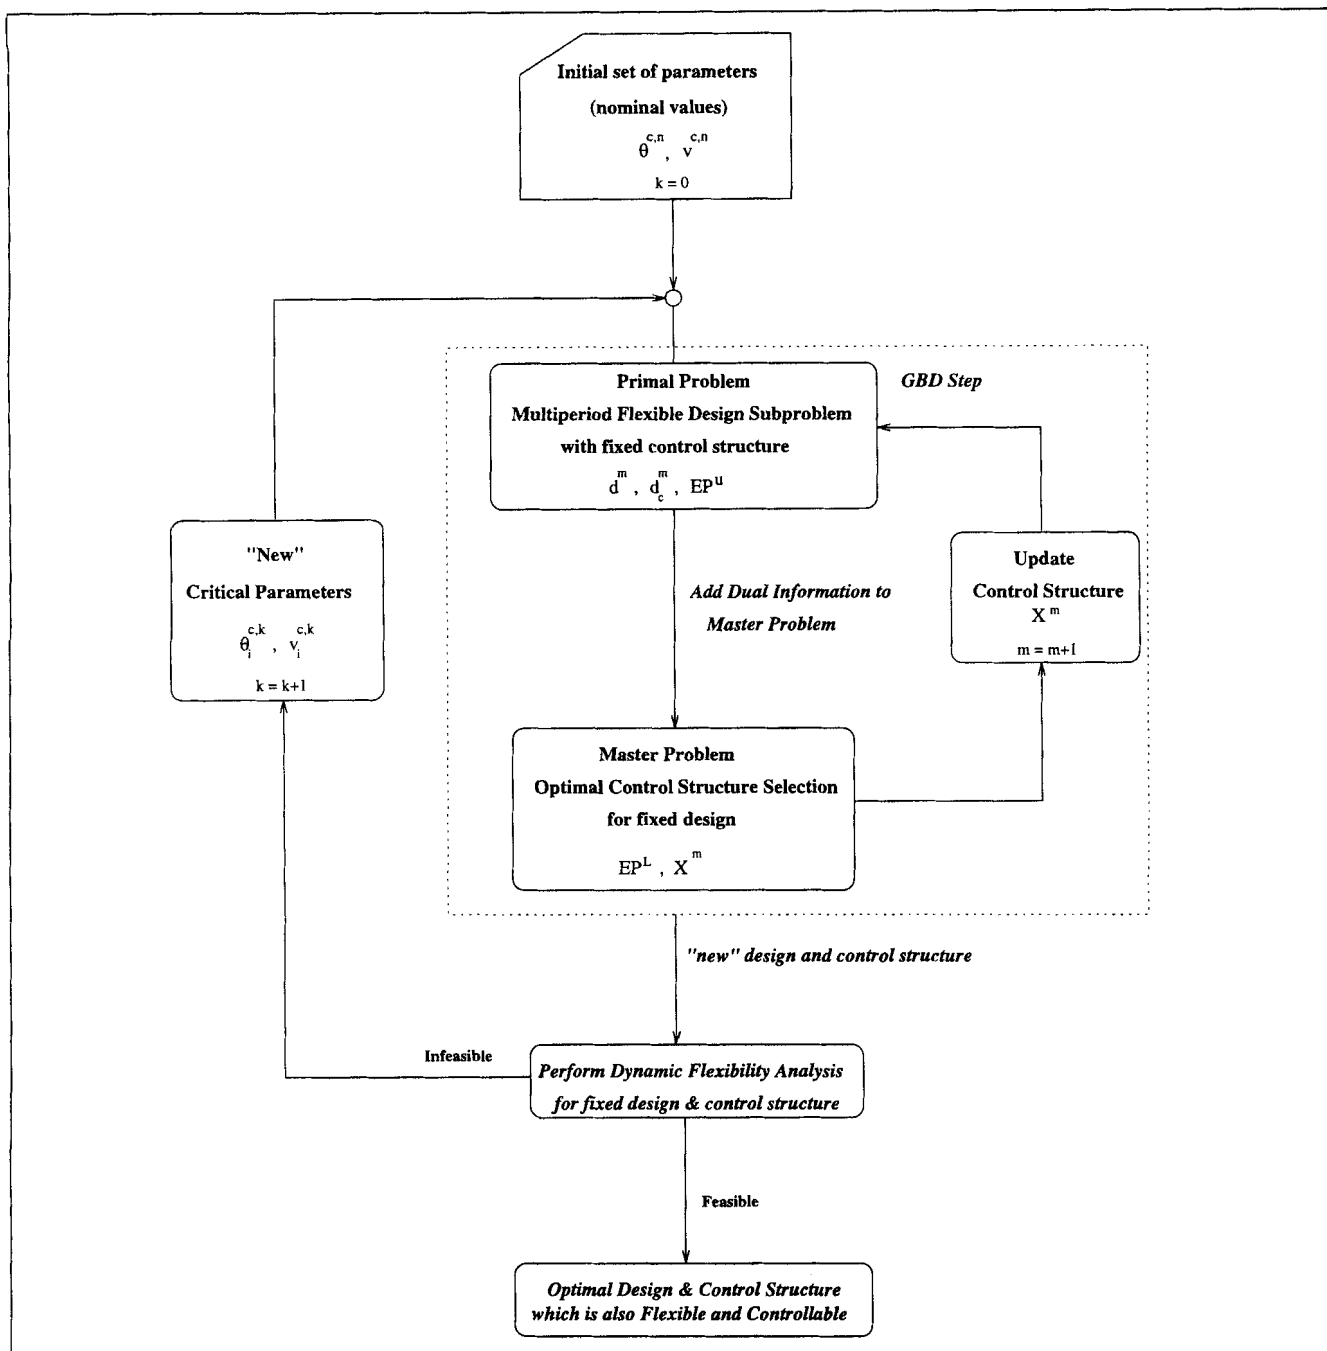 Initial set of parameters
(nominal values)
θ^{c,n} , v^{c,n}
k = 0
Primal Problem
Multiperiod Flexible Design Subproblem
with fixed control structure
d^m , d_c^m , EP^U
GBD Step
"New"
Critical Parameters
θ_i^{c,k} , v_i^{c,k}
k = k+1
Add Dual Information to
Master Problem
Update
Control Structure
X^m
m = m+1
Master Problem
Optimal Control Structure Selection
for fixed design
EP^L , X^m
"new" design and control structure
Infeasible
Perform Dynamic Flexibility Analysis
for fixed design & control structure
Feasible
Optimal Design & Control Structure
which is also Flexible and Controllable